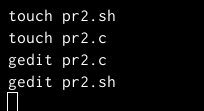 touch pr2.sh
touch pr2.c
gedit pr2.c
gedit pr2.sh